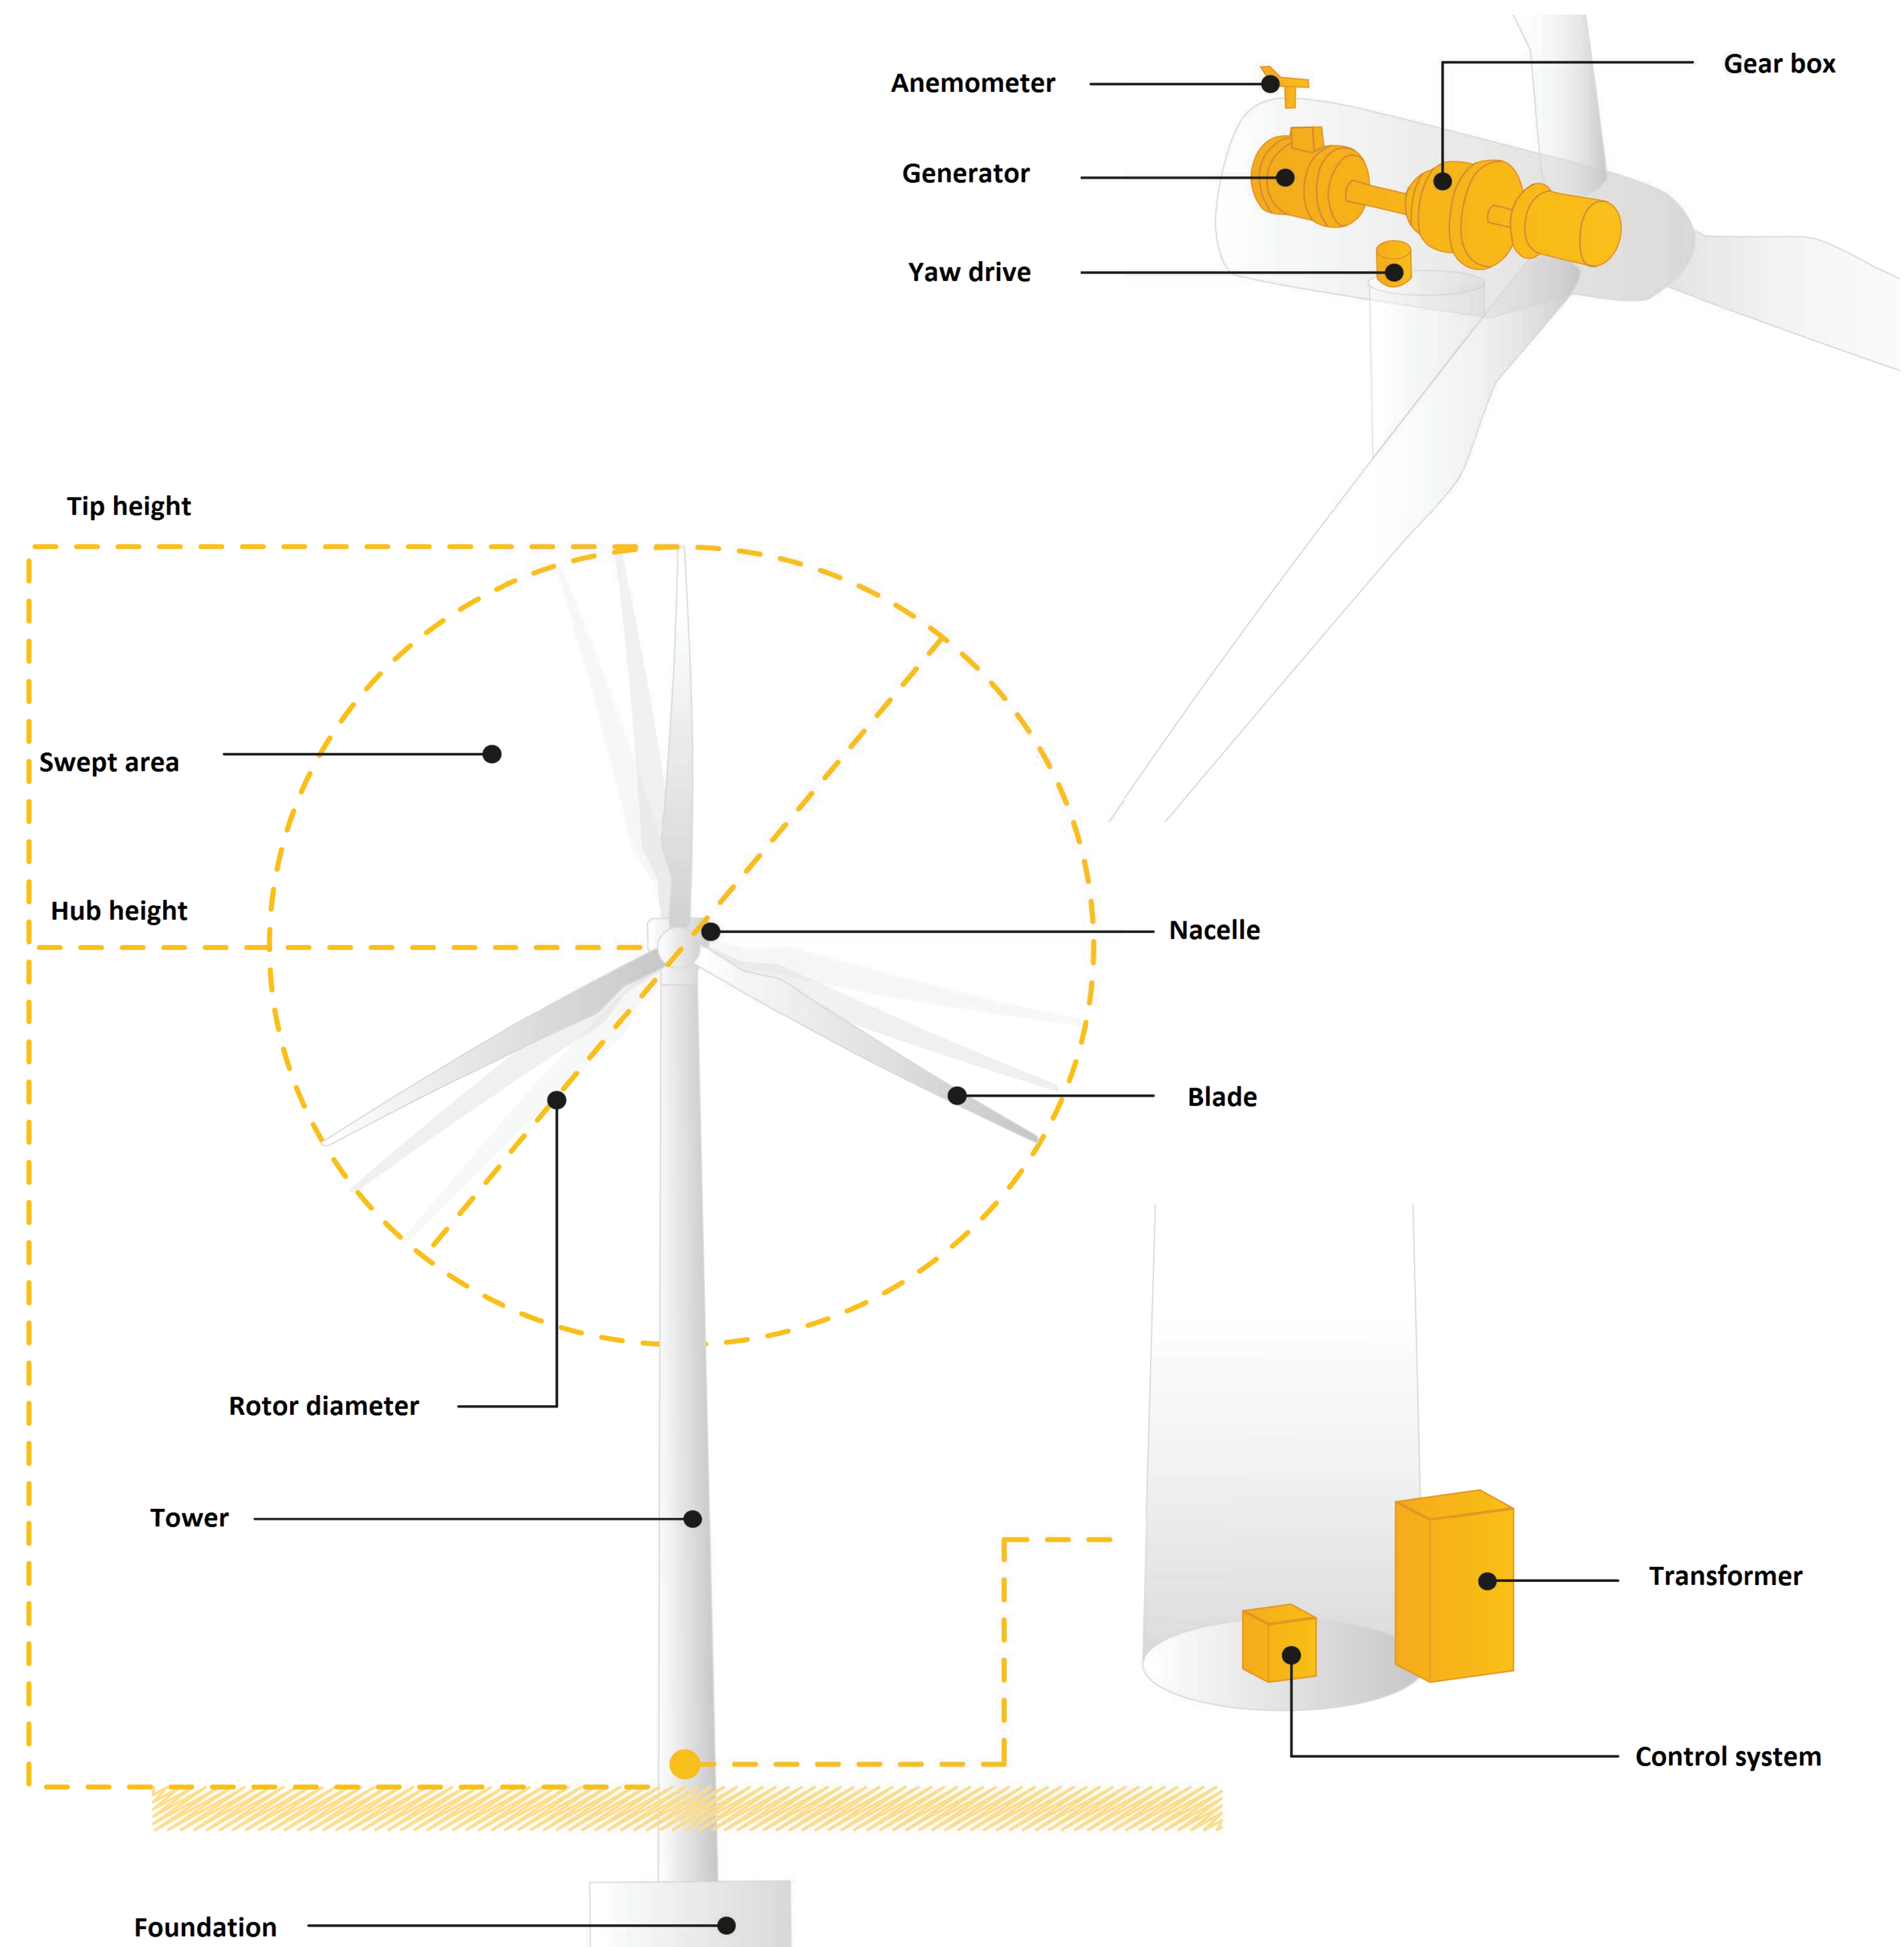 Gear box
Anemometer
Generator
Yaw drive
Tip height
Swept area
Hub height
Nacelle
Blade
Rotor diameter
Tower
Transformer
Control system
Foundation